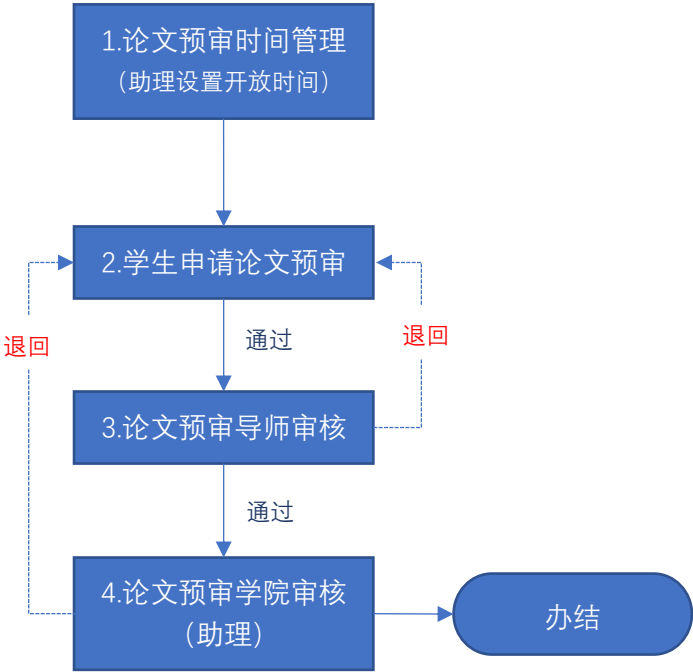 1.论文预审时间管理
（助理设置开放时间）
2.学生申请论文预审
通过
退回
退回
3.论文预审导师审核
通过
4.论文预审学院审核
（助理）
办结